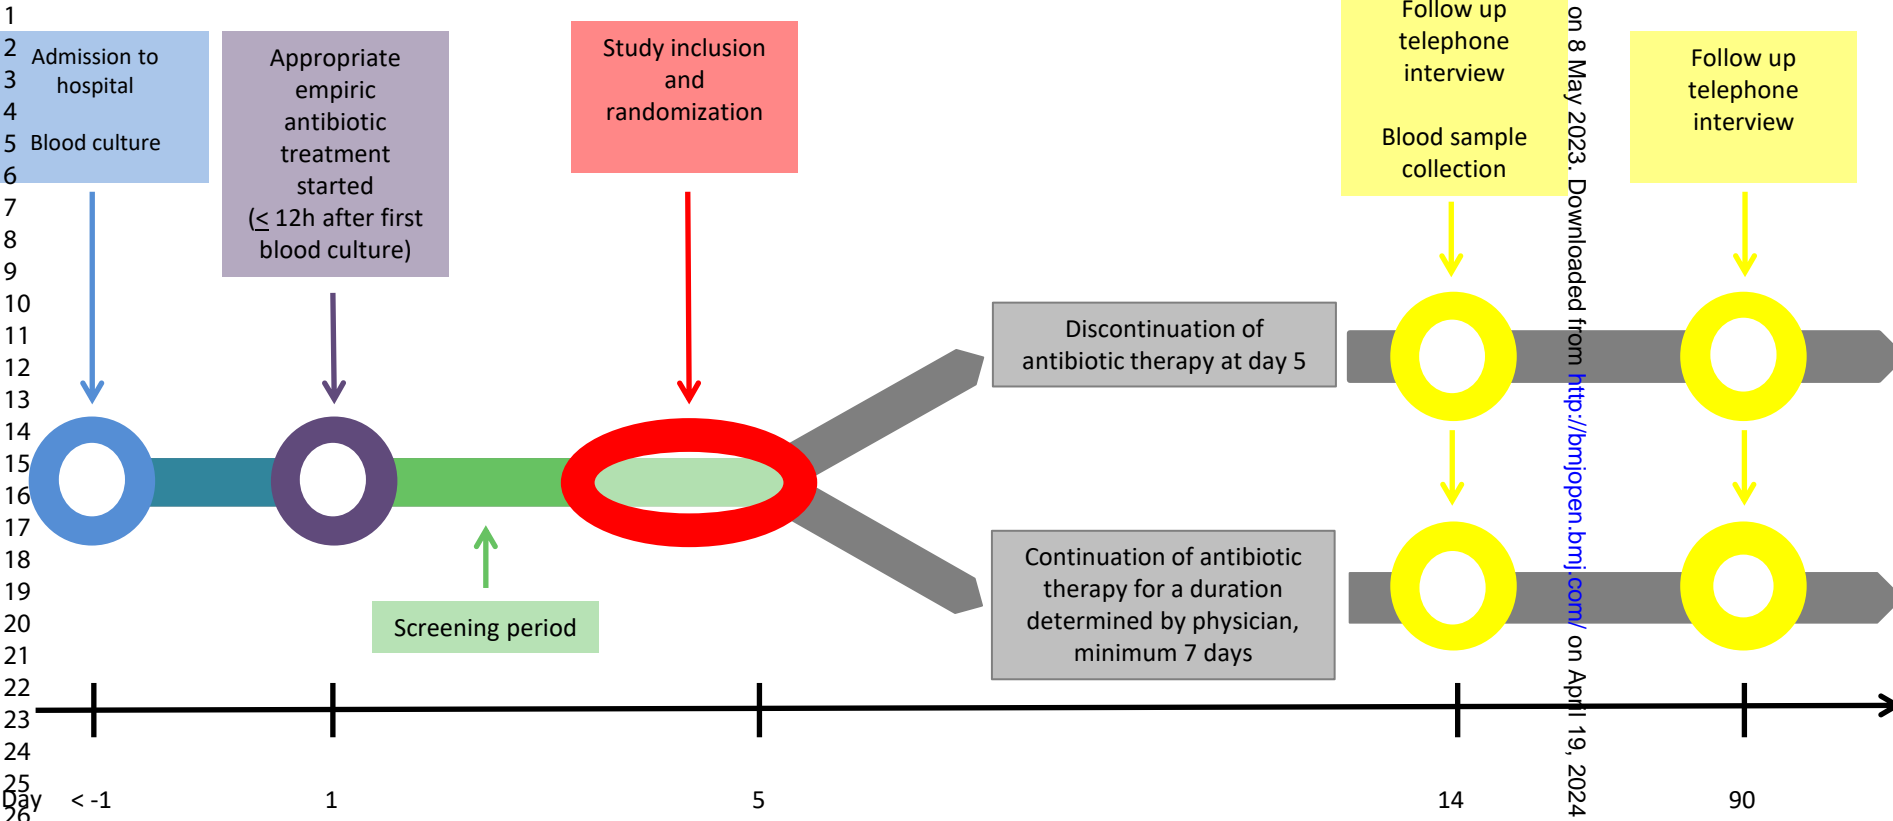 1
2
3
4
5
6
7
8
9
10
11
12
13
14
15
16
17
18
19
20
21
22
23
24
25
26
Admission to
hospital
Blood culture
Appropriate
empiric
antibiotic
treatment
started
(≤ 12h after first
blood culture)
Study inclusion
and
randomization
Follow up
telephone
interview
Blood sample
collection
Follow up
telephone
interview
Discontinuation of
antibiotic therapy at day 5
Screening period
Continuation of antibiotic
therapy for a duration
determined by physician,
minimum 7 days
Day < -1 1 5 14 90
on 8 May 2023. Downloaded from http://bmjopen.bmj.com/ on April 19, 2024